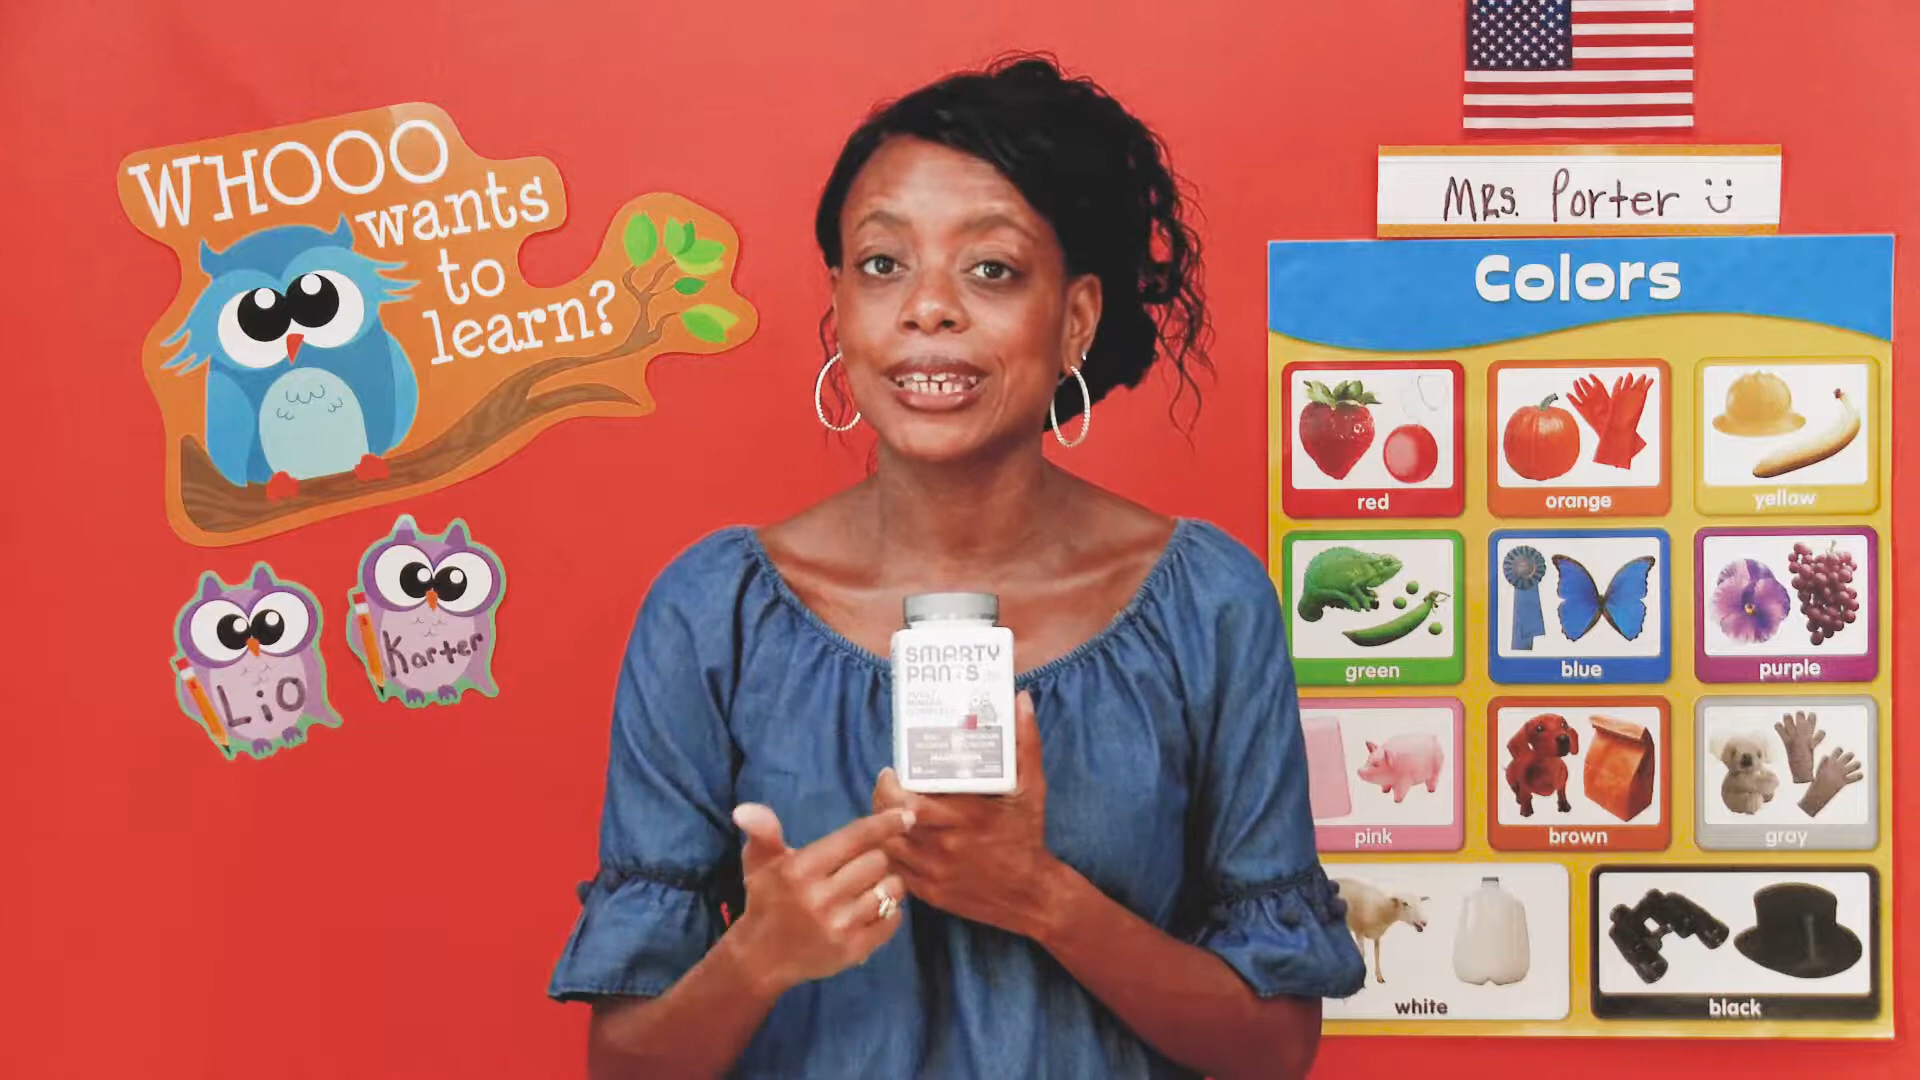 WHOOO
wants
to
learn?
Lio
Karter
MRS. Porter
Colors
red
orange
yellow
green
blue
purple
pink
brown
gray
white
black
SMARTY
PANTS